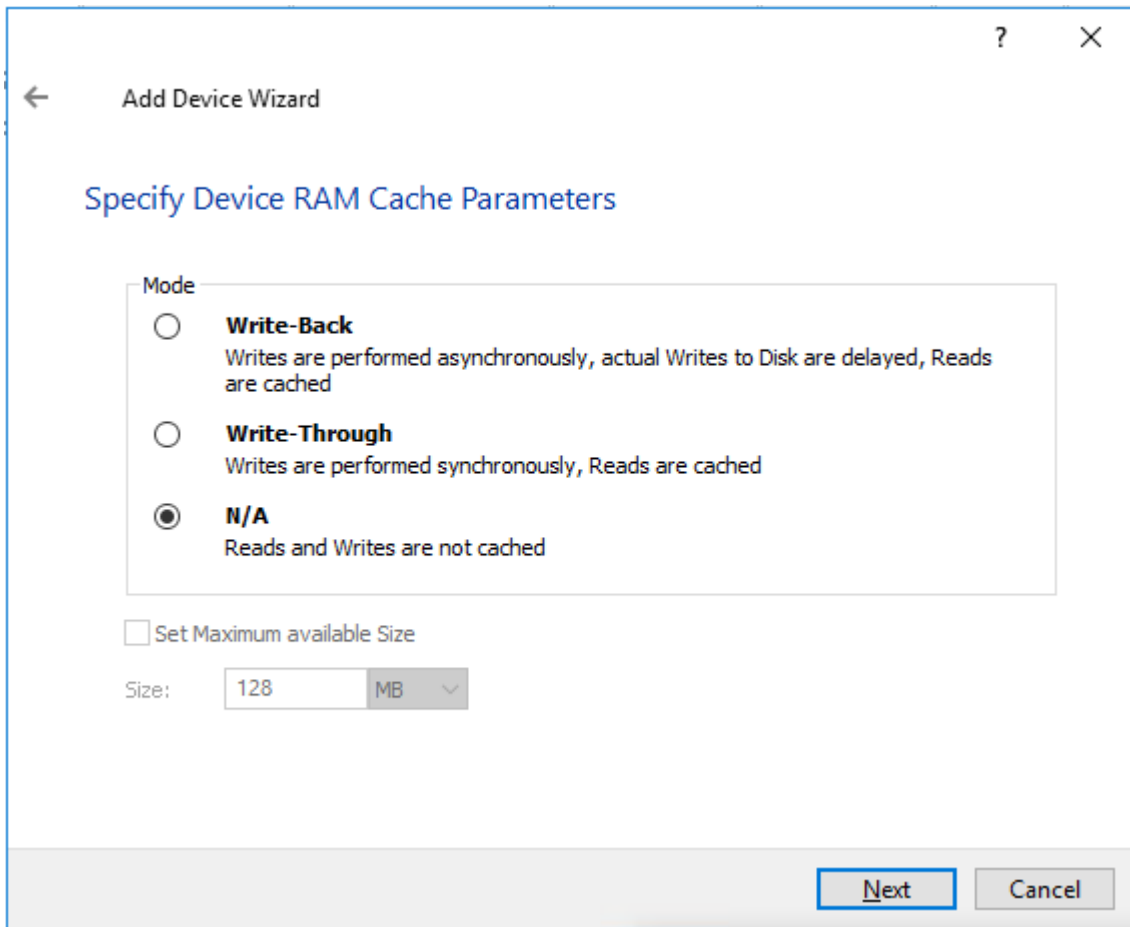 ?
Add Device Wizard
Specify Device RAM Cache Parameters
Mode
Write-Back
Writes are performed asynchronously, actual Writes to Disk are delayed, Reads
are cached
Write-Through
Writes are performed synchronously, Reads are cached
N/A
Reads and Writes are not cached
Set Maximum available Size
Size: 128 MB
Next Cancel